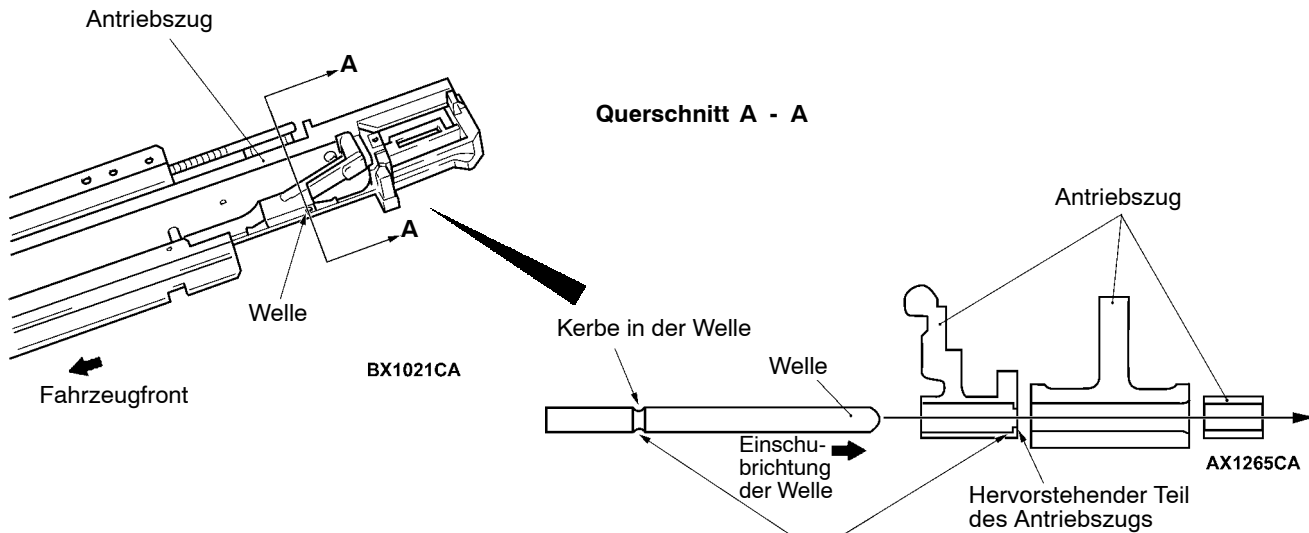 Antriebszug
A
Querschnitt A - A
A
Welle
Fahrzeugfront
BX1021CA
Antriebszug
Kerbe in der Welle
Welle
Einschu-
brichtung
der Welle
Hervorstehender Teil
des Antriebszugs
AX1265CA